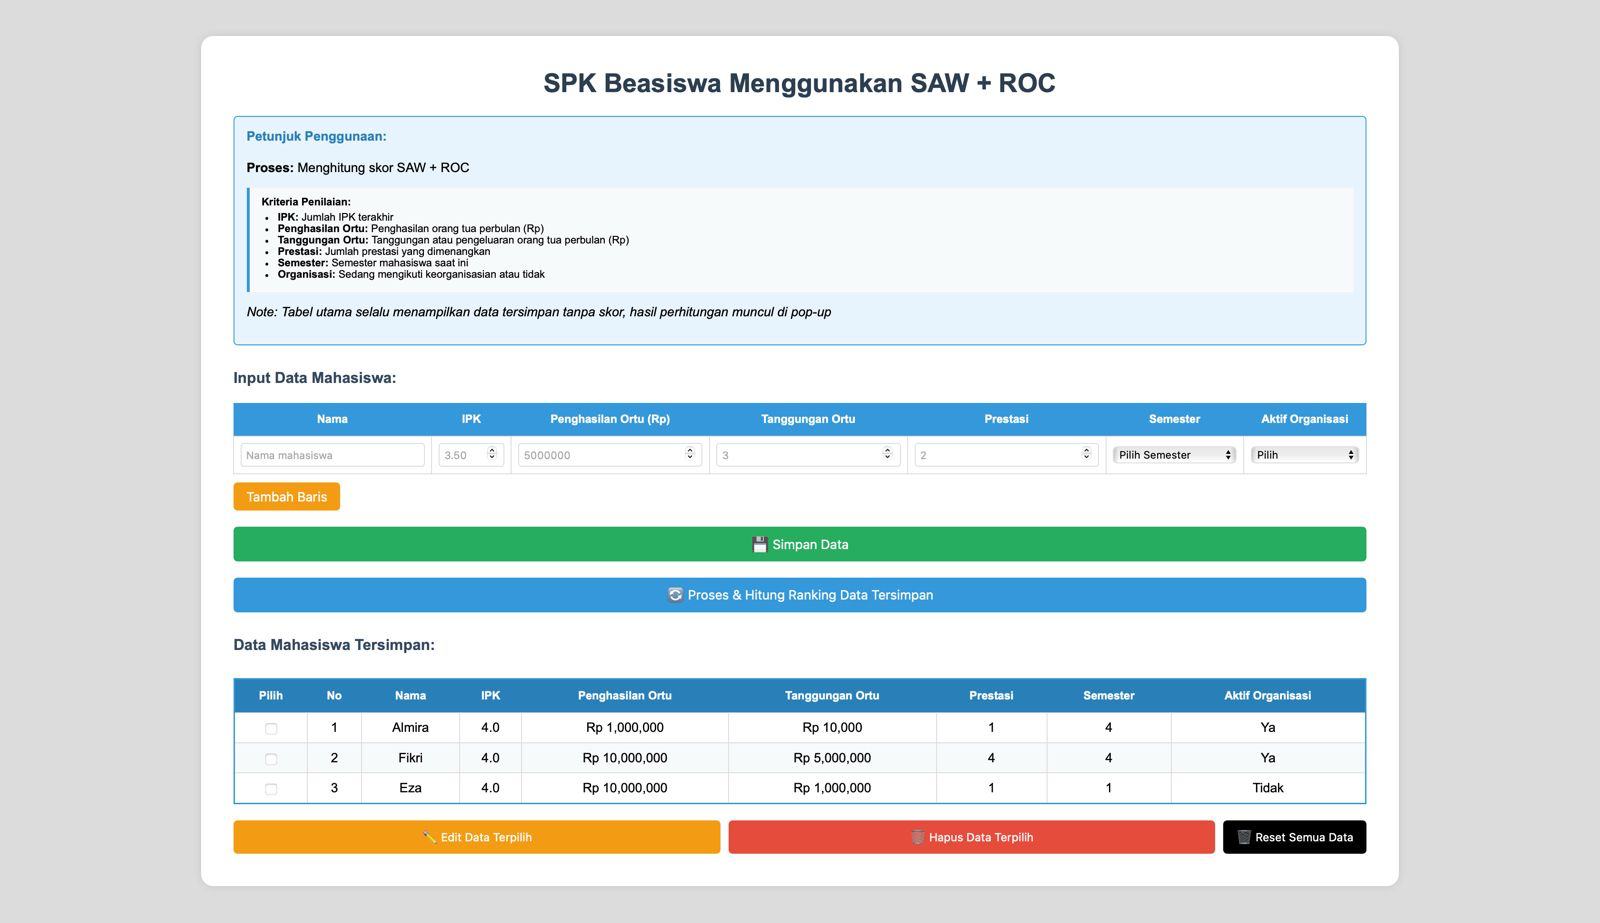 SPK Beasiswa Menggunakan SAW + ROC
Petunjuk Penggunaan:
Proses: Menghitung skor SAW + ROC
Kriteria Penilaian:
• IPK: Jumlah IPK terakhir
• Penghasilan Ortu: Penghasilan orang tua perbulan (Rp)
• Tanggungan Ortu: Tanggungan atau pengeluaran orang tua perbulan (Rp)
• Prestasi: Jumlah prestasi yang dimenangkan
• Semester: Semester mahasiswa saat ini
• Organisasi: Sedang mengikuti keorganisasian atau tidak
Note: Tabel utama selalu menampilkan data tersimpan tanpa skor, hasil perhitungan muncul di pop-up
Input Data Mahasiswa:
Nama IPK Penghasilan Ortu (Rp) Tanggungan Ortu Prestasi Semester Aktif Organisasi
Nama mahasiswa 3.50 5000000 3 2 Pilih Semester Pilih
Tambah Baris
💾 Simpan Data
🔄 Proses & Hitung Ranking Data Tersimpan
Data Mahasiswa Tersimpan:
Pilih No Nama IPK Penghasilan Ortu Tanggungan Ortu Prestasi Semester Aktif Organisasi
1 Almira 4.0 Rp 1,000,000 Rp 10,000 1 4 Ya
2 Fikri 4.0 Rp 10,000,000 Rp 5,000,000 4 4 Ya
3 Eza 4.0 Rp 10,000,000 Rp 1,000,000 1 1 Tidak
✏️ Edit Data Terpilih 🗑️ Hapus Data Terpilih 🗑️ Reset Semua Data